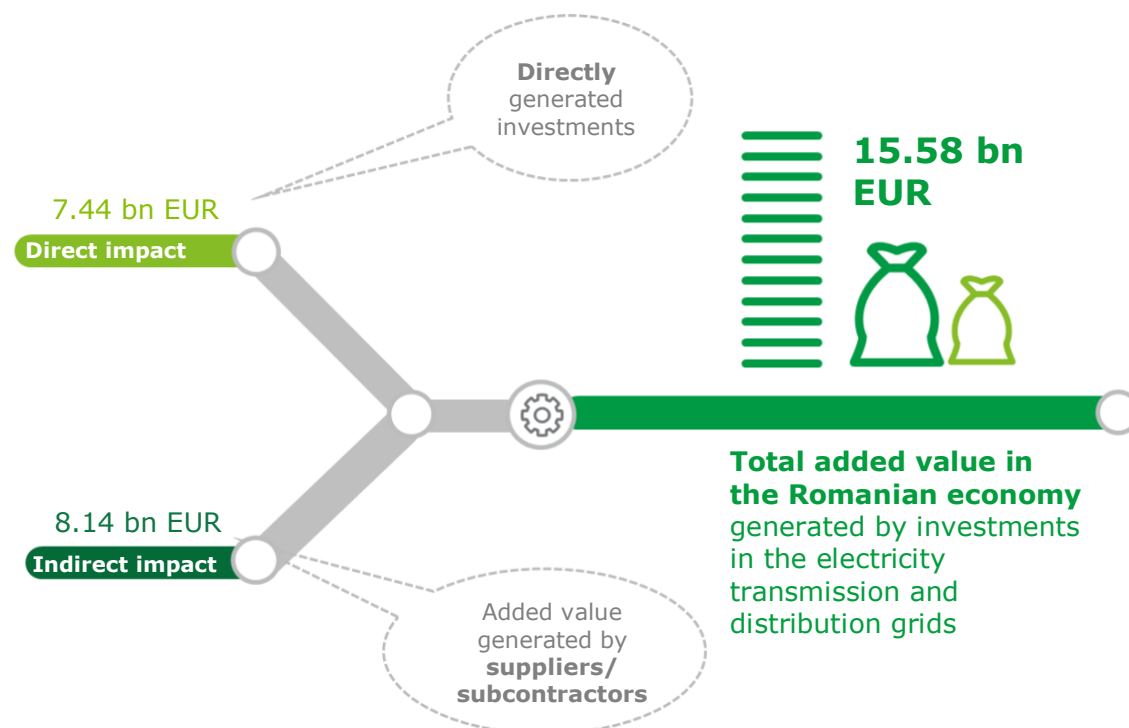 Directly
generated
investments
15.58 bn
EUR
7.44 bn EUR
Direct impact
8.14 bn EUR
Indirect impact
Added value
generated by
suppliers/
subcontractors
Total added value in
the Romanian economy
generated by investments
in the electricity
transmission and
distribution grids